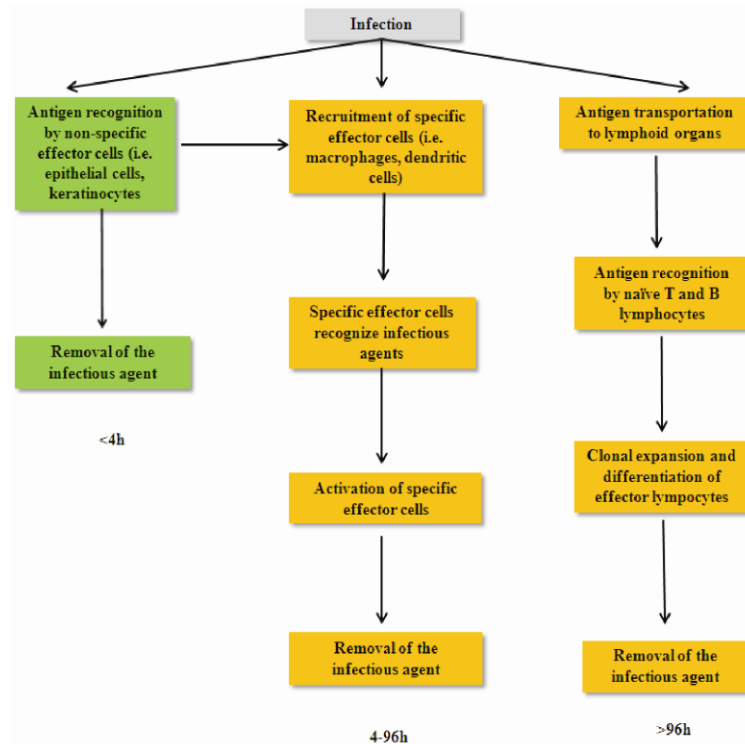 Infection
Antigen recognition
by non-specific
effector cells (i.e.
epithelial cells,
keratinocytes
Removal of the
infectious agent
<4h
Recruitment of specific
effector cells (i.e.
macrophages, dendritic
cells)
Specific effector cells
recognize infectious
agents
Activation of specific
effector cells
Removal of the
infectious agent
4-96h
Antigen transportation
to lymphoid organs
Antigen recognition
by naïve T and B
lymphocytes
Clonal expansion and
differentiation of
effector lympocytes
Removal of the
infectious agent
>96h